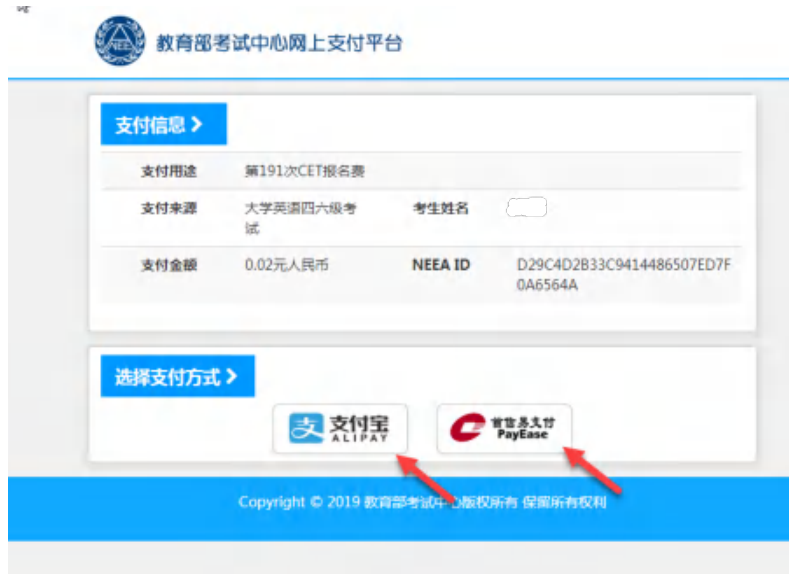 NEEA
教育部考试中心网上支付平台
支付信息
支付用途 第191次CET报名费
支付来源 大学英语四六级考试 考生姓名
支付金额 0.02元人民币 NEEA ID D29C4D2B33C9414486507ED7F
0A6564A
选择支付方式
支 支付宝 首信易支付
ALIPAY PayEase
Copyright © 2019 教育部考试中心版权所有 保留所有权利